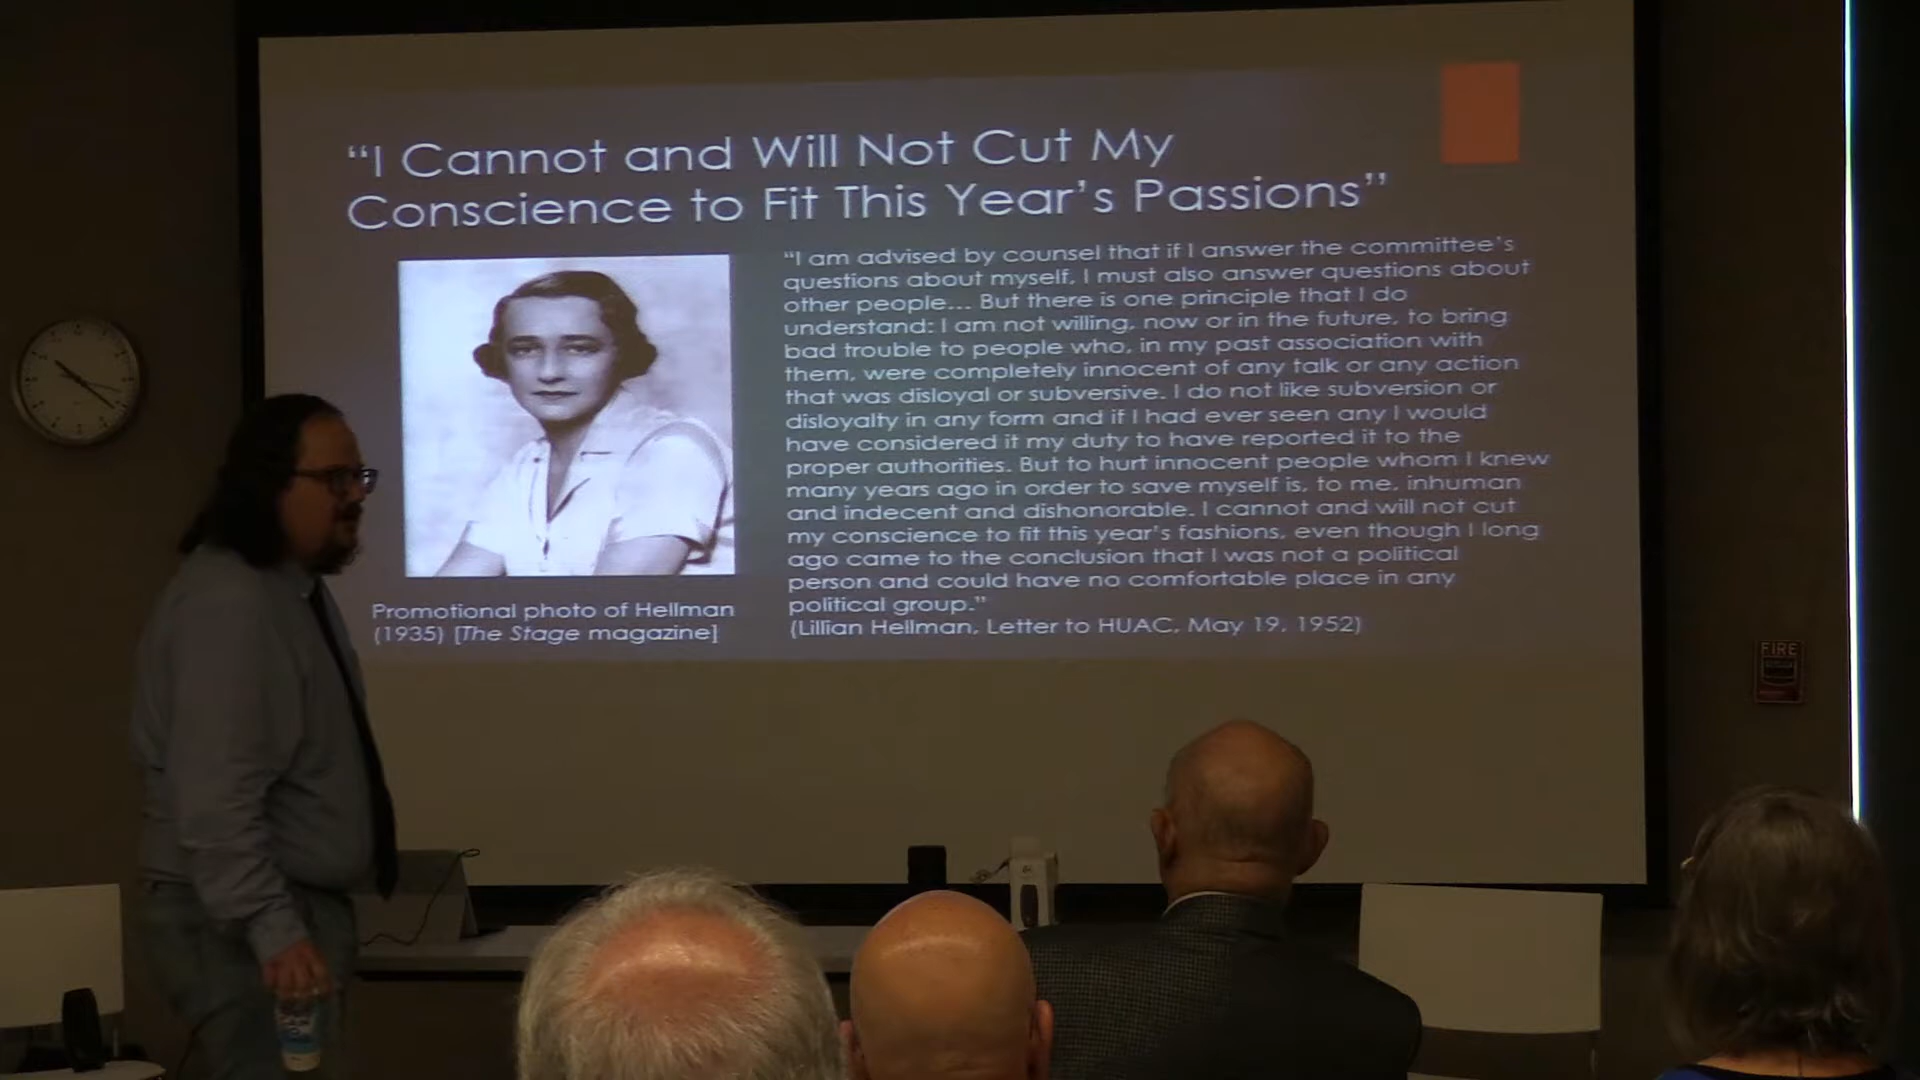 “I Cannot and Will Not Cut My
Conscience to Fit This Year’s Passions”
“I am advised by counsel that if I answer the committee’s
questions about myself, I must also answer questions about
other people... But there is one principle that I do
understand: I am not willing, now or in the future, to bring
bad trouble to people who, in my past association with
them, were completely innocent of any talk or any action
that was disloyal or subversive. I do not like subversion or
disloyalty in any form and if I had ever seen any I would
have considered it my duty to have reported it to the
proper authorities. But to hurt innocent people whom I knew
many years ago in order to save myself is, to me, inhuman
and indecent and dishonorable. I cannot and will not cut
my conscience to fit this year’s fashions, even though I long
ago came to the conclusion that I was not a political
person and could have no comfortable place in any
political group.”
(Lillian Hellman, Letter to HUAC, May 19, 1952)
Promotional photo of Hellman
(1935) [The Stage magazine]
FIRE